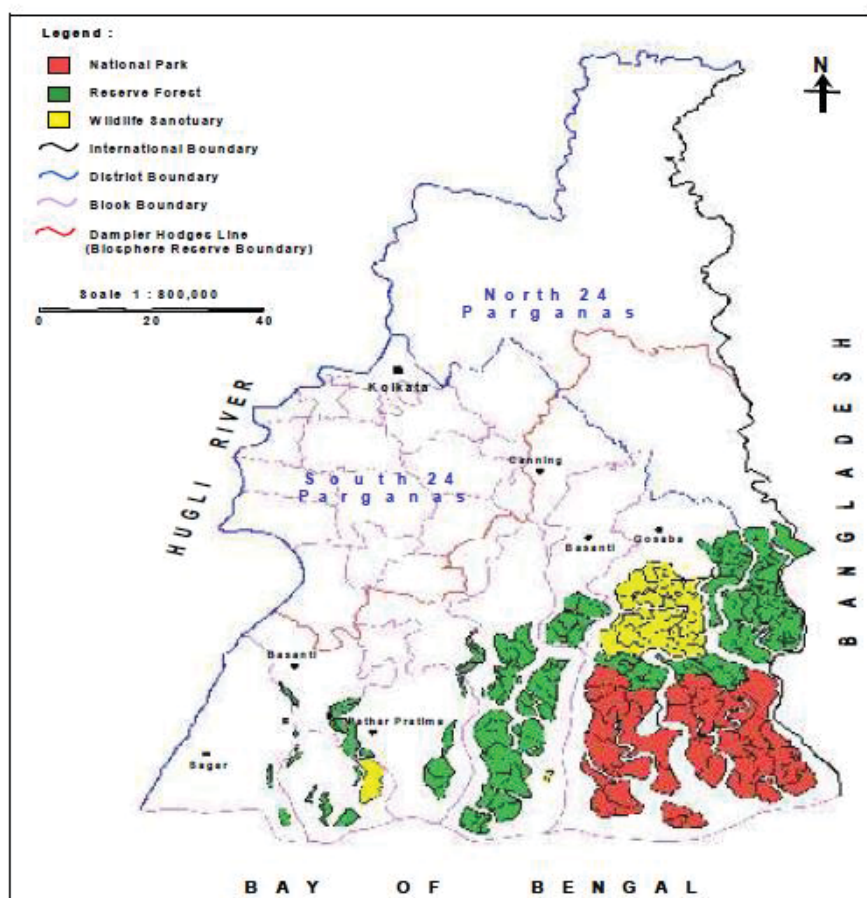 Legend :
National Park
Reserve Forest
Wildlife Sanctuary
International Boundary
District Boundary
Block Boundary
Dampier Hodges Line
(Biosphere Reserve Boundary)
Scale 1 : 800,000
0 20 40
N
North 24
Parganas
Kolkata
HUGLI RIVER
BANGLADESH
Canning
South 24
Parganas
Basanti
Gosaba
Basanti
Pathar Pratima
Sagar
BAY OF BENGAL